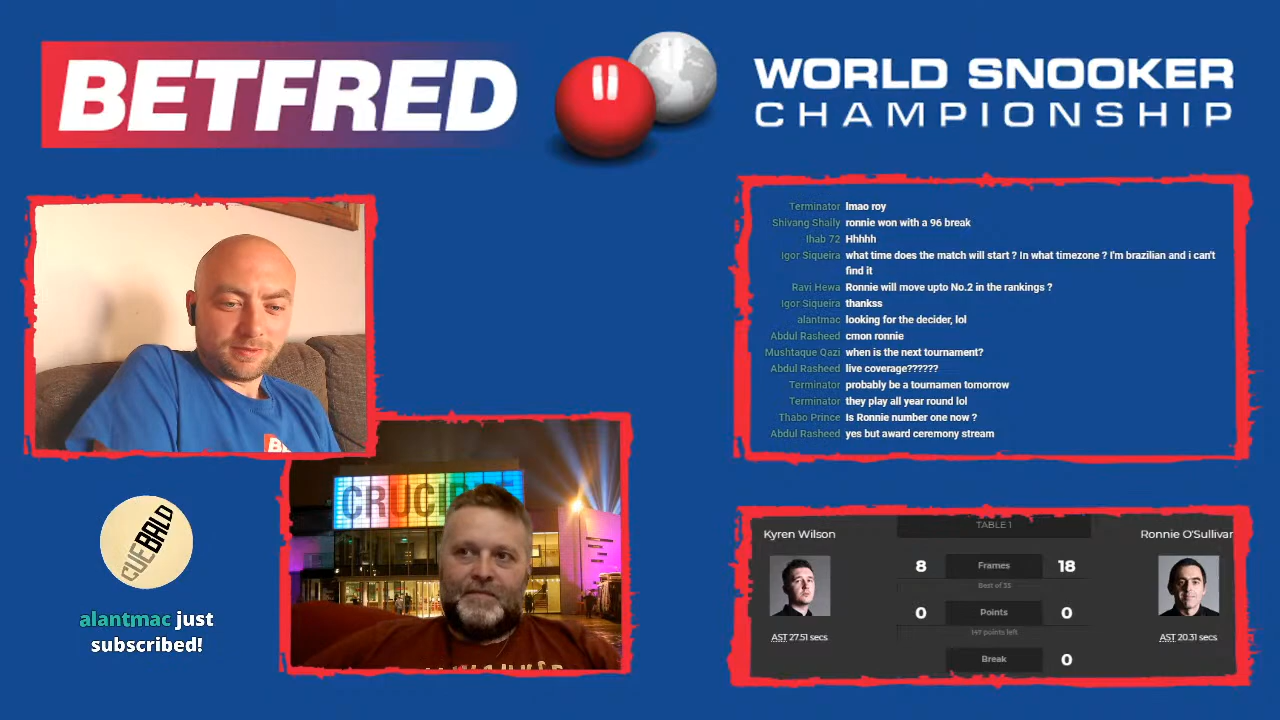 BETFRED
WORLD SNOOKER
CHAMPIONSHIP
Terminator lmao roy
Shivang Shaily ronnie won with a 96 break
Ihab 72 Hhhhh
Igor Siqueira what time does the match will start ? In what timezone ? I'm brazilian and i can't
find it
Ravi Hewa Ronnie will move upto No.2 in the rankings ?
Igor Siqueira thankss
alantmac looking for the decider, lol
Abdul Rasheed cmon ronnie
Mushtaque Qazi when is the next tournament?
Abdul Rasheed live coverage??????
Terminator probably be a tournamen tomorrow
Terminator they play all year round lol
Thabo Prince Is Ronnie number one now ?
Abdul Rasheed yes but award ceremony stream
B
CRUCIB
CUEBALD
alantmac just
subscribed!
TABLE 1
Kyren Wilson
Ronnie O'Sullivan
8 Frames 18
Best of 35
0 Points 0
147 points left
AST 27.51 secs
AST 20.31 secs
Break 0